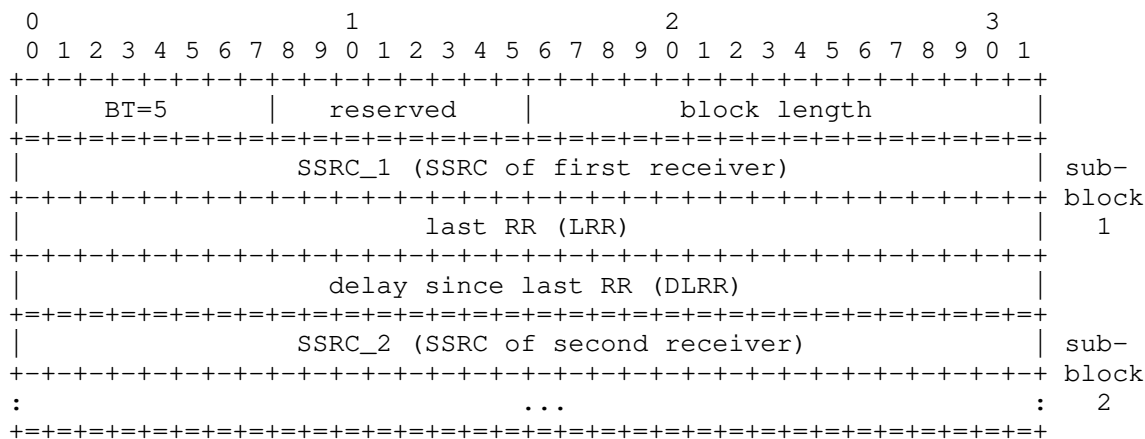 0                   1                   2                   3
 0 1 2 3 4 5 6 7 8 9 0 1 2 3 4 5 6 7 8 9 0 1 2 3 4 5 6 7 8 9 0 1
+-+-+-+-+-+-+-+-+-+-+-+-+-+-+-+-+-+-+-+-+-+-+-+-+-+-+-+-+-+-+-+-+
|     BT=5      |   reserved    |         block length          |
+=+=+=+=+=+=+=+=+=+=+=+=+=+=+=+=+=+=+=+=+=+=+=+=+=+=+=+=+=+=+=+=+
|                 SSRC_1 (SSRC of first receiver)               | sub-
+-+-+-+-+-+-+-+-+-+-+-+-+-+-+-+-+-+-+-+-+-+-+-+-+-+-+-+-+-+-+-+-+ block
|                         last RR (LRR)                         |   1
+-+-+-+-+-+-+-+-+-+-+-+-+-+-+-+-+-+-+-+-+-+-+-+-+-+-+-+-+-+-+-+-+
|                   delay since last RR (DLRR)                  |
+=+=+=+=+=+=+=+=+=+=+=+=+=+=+=+=+=+=+=+=+=+=+=+=+=+=+=+=+=+=+=+=+
|                 SSRC_2 (SSRC of second receiver)              | sub-
+-+-+-+-+-+-+-+-+-+-+-+-+-+-+-+-+-+-+-+-+-+-+-+-+-+-+-+-+-+-+-+-+ block
:                               ...                             :   2
+=+=+=+=+=+=+=+=+=+=+=+=+=+=+=+=+=+=+=+=+=+=+=+=+=+=+=+=+=+=+=+=+